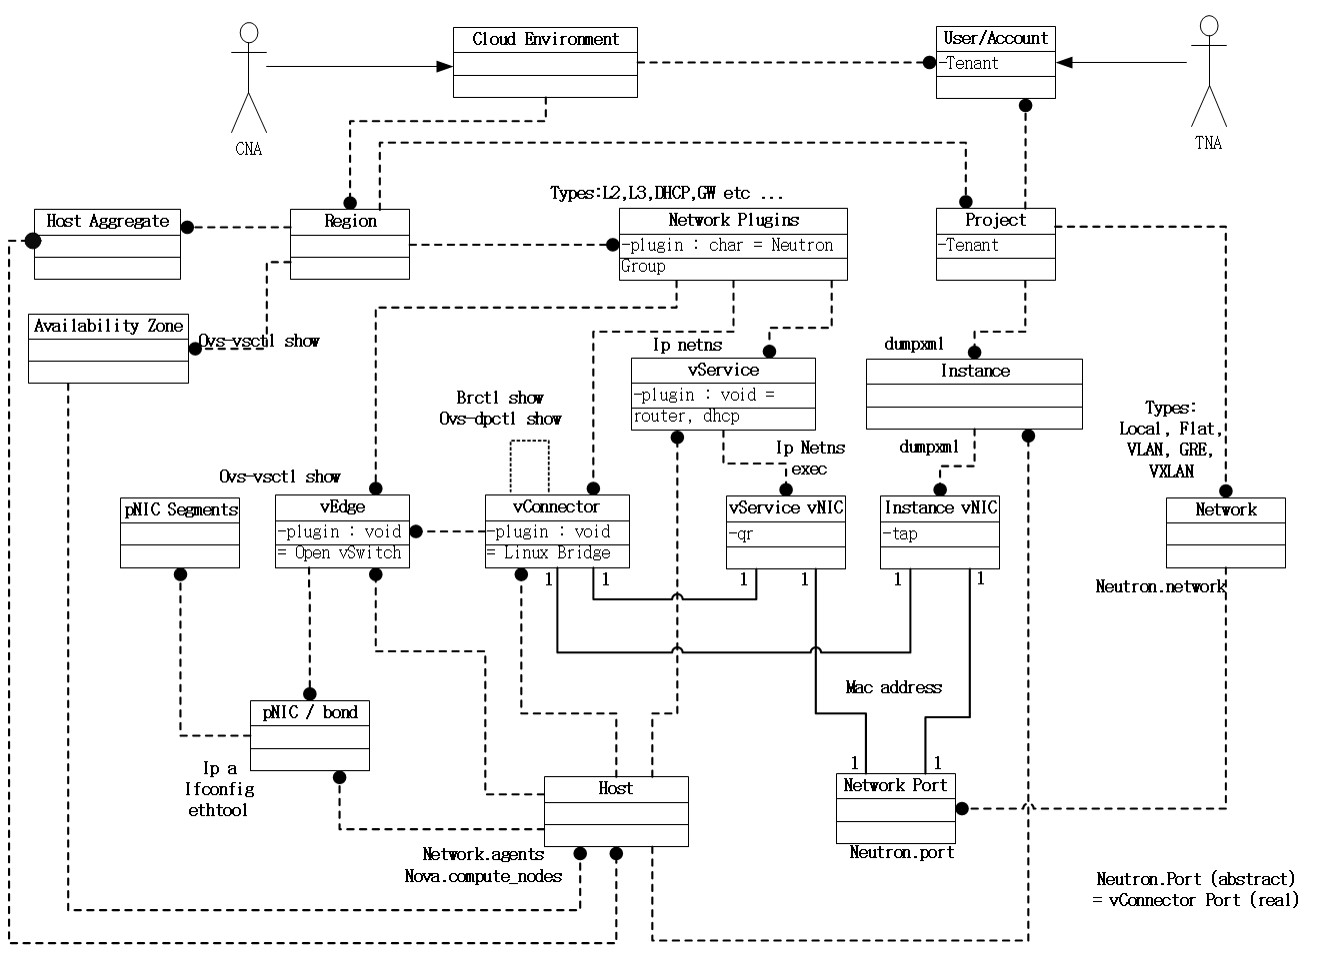 Cloud Environment
User/Account
-Tenant
CNA
TNA
Types:L2,L3,DHCP,GW etc ...
Host Aggregate
Region
Network Plugins
-plugin : char = Neutron
Group
Project
-Tenant
Availability Zone
Ovs-vsctl show
Ip netns
vService
-plugin : void =
router, dhcp
dumpxml
Instance
Brctl show
Ovs-dpctl show
Types:
Local, Flat,
VLAN, GRE,
VXLAN
Ip Netns
exec
dumpxml
Ovs-vsctl show
pNIC Segments
vEdge
-plugin : void
= Open vSwitch
vConnector
-plugin : void
= Linux Bridge
vService vNIC
-qr
Instance vNIC
-tap
Network
1
1
1
1
1
1
Neutron.network
Mac address
pNIC / bond
Ip a
Ifconfig
ethtool
Host
1
1
Network Port
Neutron.port
Network.agents
Nova.compute_nodes
Neutron.Port (abstract)
= vConnector Port (real)